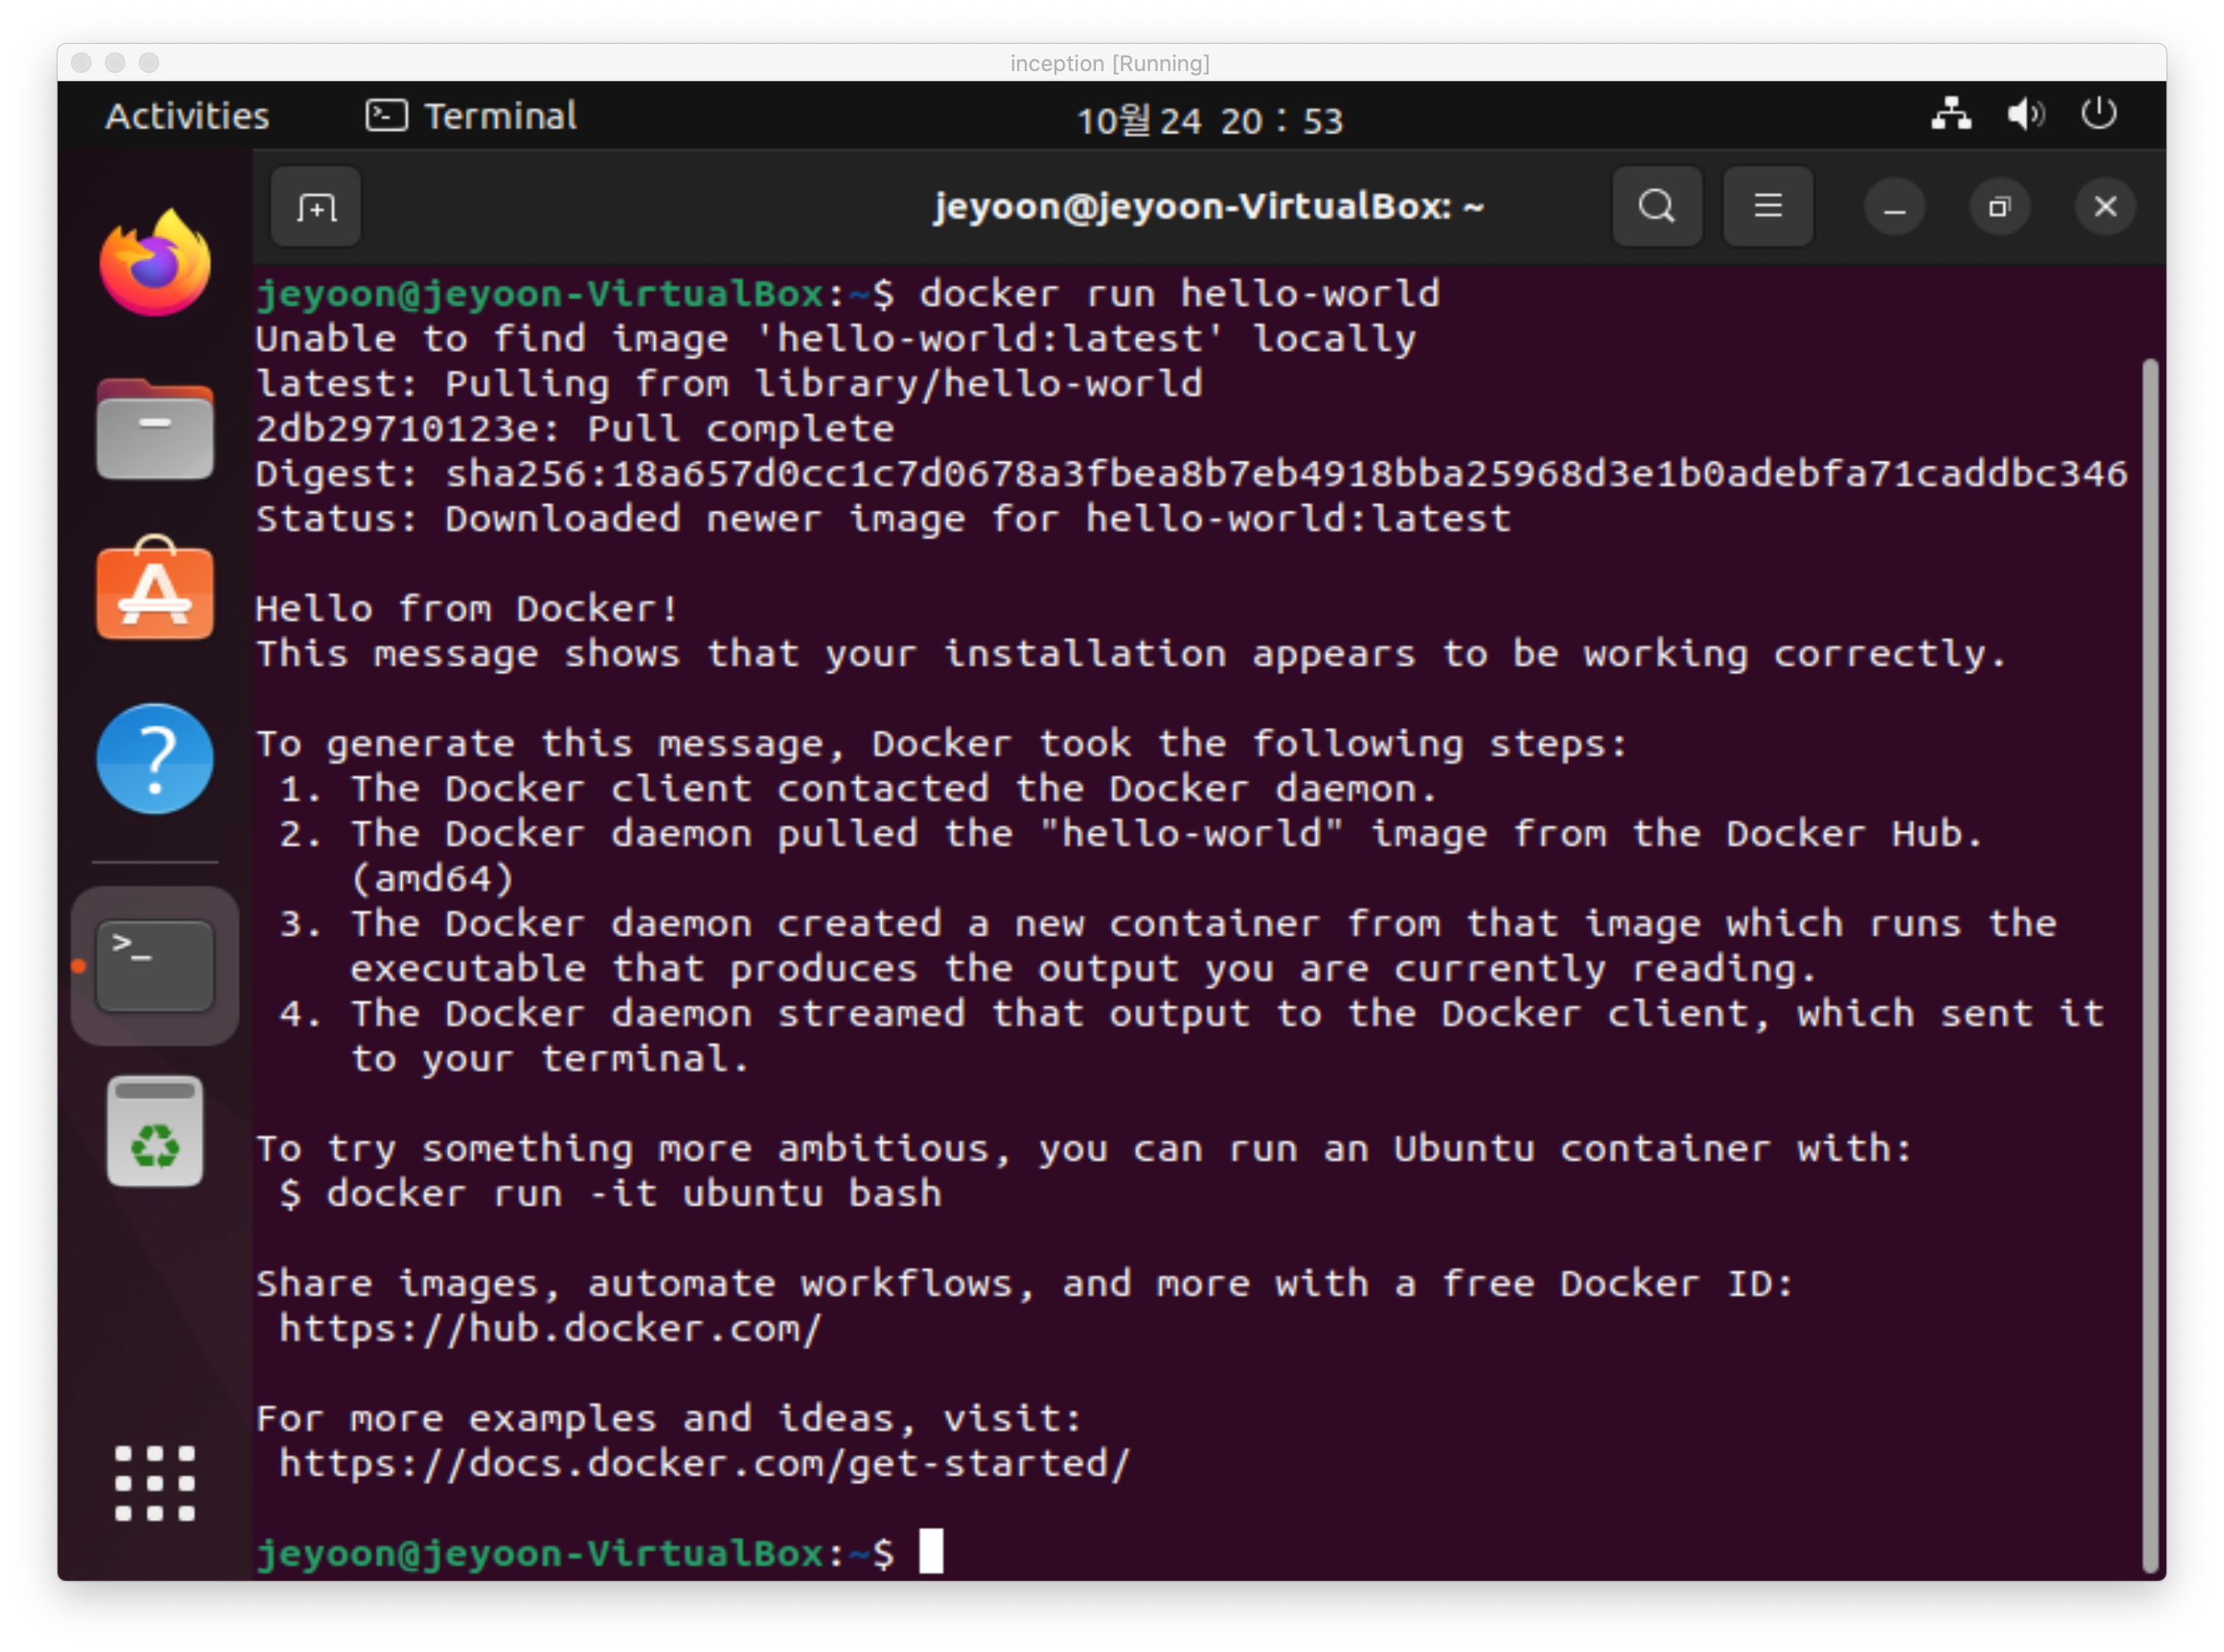 inception [Running]
Activities
Terminal
10월 24 20 : 53
jeyoon@jeyoon-VirtualBox: ~
jeyoon@jeyoon-VirtualBox:~$ docker run hello-world
Unable to find image 'hello-world:latest' locally
latest: Pulling from library/hello-world
2db29710123e: Pull complete
Digest: sha256:18a657d0cc1c7d0678a3fbea8b7eb4918bba25968d3e1b0adebfa71caddbc346
Status: Downloaded newer image for hello-world:latest

Hello from Docker!
This message shows that your installation appears to be working correctly.

To generate this message, Docker took the following steps:
 1. The Docker client contacted the Docker daemon.
 2. The Docker daemon pulled the "hello-world" image from the Docker Hub.
    (amd64)
 3. The Docker daemon created a new container from that image which runs the
    executable that produces the output you are currently reading.
 4. The Docker daemon streamed that output to the Docker client, which sent it
    to your terminal.

To try something more ambitious, you can run an Ubuntu container with:
 $ docker run -it ubuntu bash

Share images, automate workflows, and more with a free Docker ID:
 https://hub.docker.com/

For more examples and ideas, visit:
 https://docs.docker.com/get-started/

jeyoon@jeyoon-VirtualBox:~$